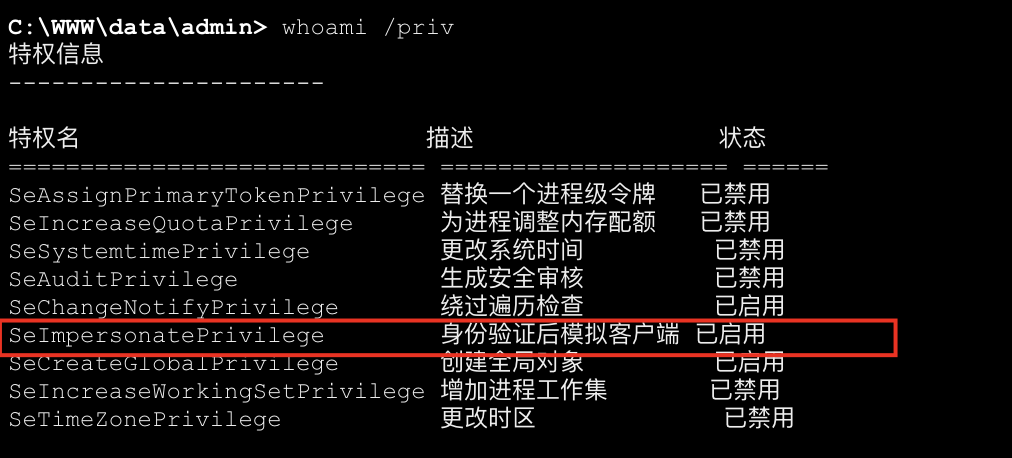 C:\WWW\data\admin> whoami /priv
特权信息
----------------------
特权名 描述 状态
============================= ==================== ======
SeAssignPrimaryTokenPrivilege 替换一个进程级令牌 已禁用
SeIncreaseQuotaPrivilege 为进程调整内存配额 已禁用
SeSystemtimePrivilege 更改系统时间 已禁用
SeAuditPrivilege 生成安全审核 已禁用
SeChangeNotifyPrivilege 绕过遍历检查 已启用
SeImpersonatePrivilege 身份验证后模拟客户端 已启用
SeCreateGlobalPrivilege 创建全局对象 已启用
SeIncreaseWorkingSetPrivilege 增加进程工作集 已禁用
SeTimeZonePrivilege 更改时区 已禁用